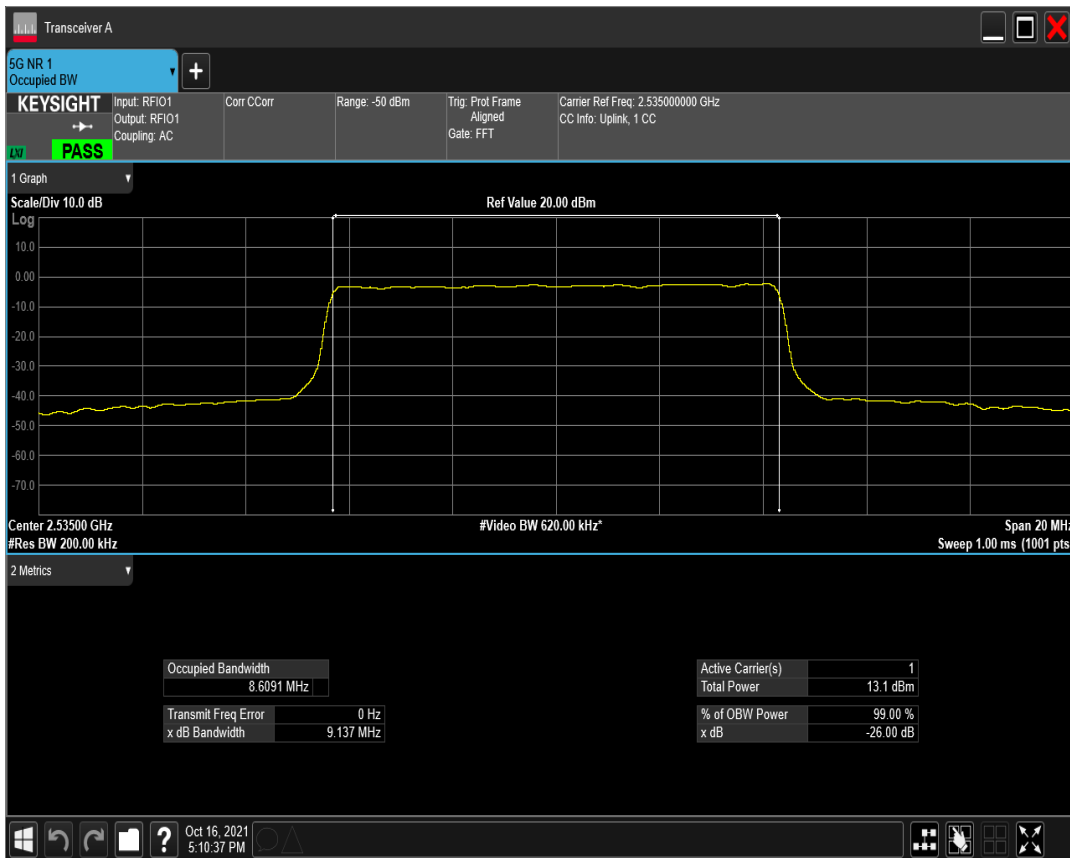 Transceiver A
5G NR 1
Occupied BW
KEYSIGHT
LXI
PASS
Input: RFIO1
Output: RFIO1
Coupling: AC
Corr CCorr
Range: -50 dBm
Trig: Prot Frame
Aligned
Gate: FFT
Carrier Ref Freq: 2.535000000 GHz
CC Info: Uplink, 1 CC
1 Graph
Scale/Div 10.0 dB
Ref Value 20.00 dBm
Log
10.0
0.00
-10.0
-20.0
-30.0
-40.0
-50.0
-60.0
-70.0
Center 2.53500 GHz
#Video BW 620.00 kHz*
Span 20 MHz
#Res BW 200.00 kHz
Sweep 1.00 ms (1001 pts
2 Metrics
Occupied Bandwidth
8.6091 MHz
Transmit Freq Error 0 Hz
x dB Bandwidth 9.137 MHz
Active Carrier(s) 1
Total Power 13.1 dBm
% of OBW Power 99.00 %
x dB -26.00 dB
?
Oct 16, 2021
5:10:37 PM